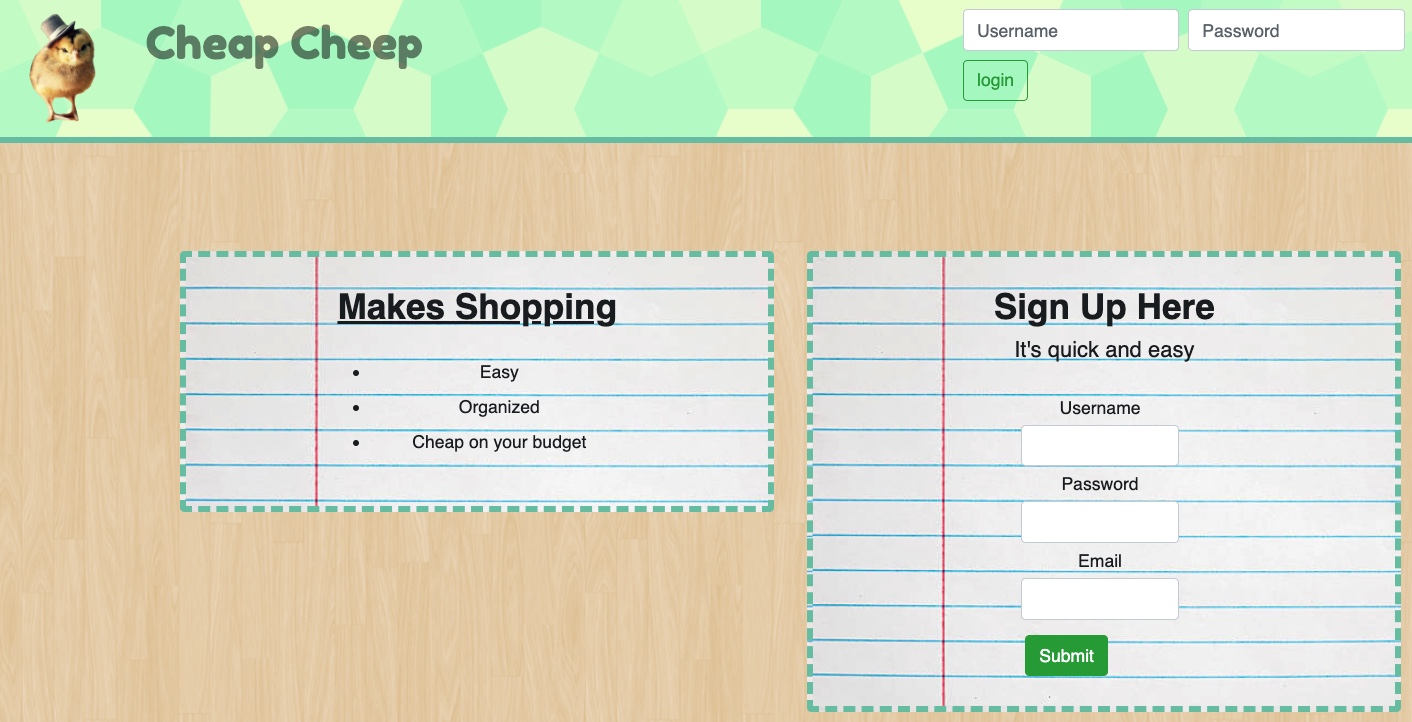 Cheap Cheep
Username
Password
login
Makes Shopping
• Easy
• Organized
• Cheap on your budget
Sign Up Here
It's quick and easy
Username
Password
Email
Submit